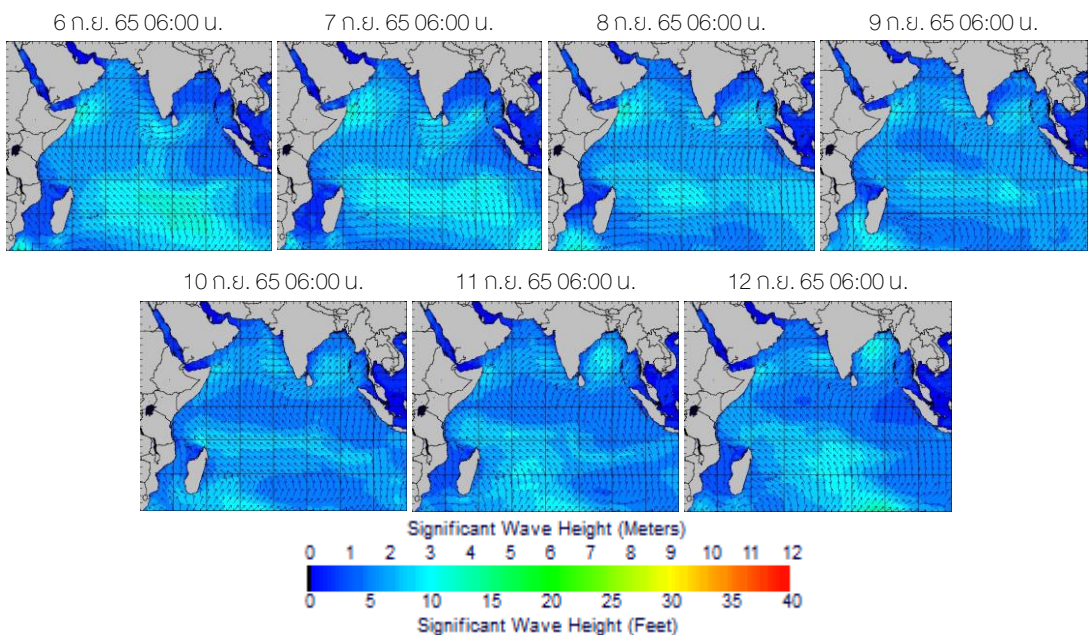 6 ก.ย. 65 06:00 น.
7 ก.ย. 65 06:00 น.
8 ก.ย. 65 06:00 น.
9 ก.ย. 65 06:00 น.
10 ก.ย. 65 06:00 น.
11 ก.ย. 65 06:00 น.
12 ก.ย. 65 06:00 น.
Significant Wave Height (Meters)
0 1 2 3 4 5 6 7 8 9 10 11 12
0 5 10 15 20 25 30 35 40
Significant Wave Height (Feet)